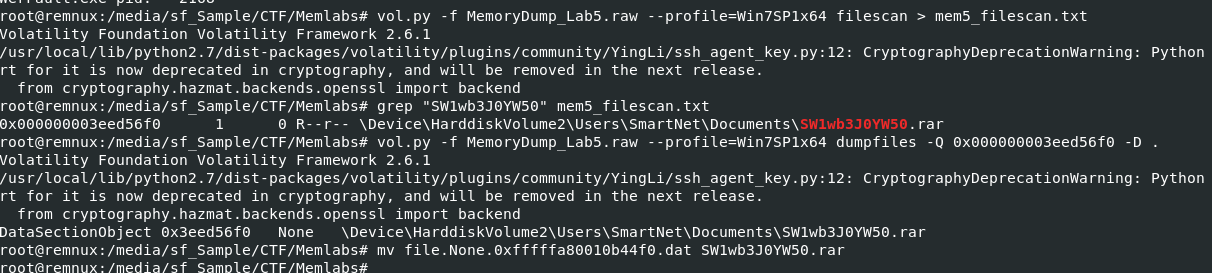 root@remnux:/media/sf_Sample/CTF/Memlabs# vol.py -f MemoryDump_Lab5.raw --profile=Win7SP1x64 filescan > mem5_filescan.txt
Volatility Foundation Volatility Framework 2.6.1
/usr/local/lib/python2.7/dist-packages/volatility/plugins/community/YingLi/ssh_agent_key.py:12: CryptographyDeprecationWarning: Python
rt for it is now deprecated in cryptography, and will be removed in the next release.
from cryptography.hazmat.backends.openssl import backend
root@remnux:/media/sf_Sample/CTF/Memlabs# grep "SW1wb3J0YW50" mem5_filescan.txt
0x000000003eed56f0 1 0 R--r-- \Device\HarddiskVolume2\Users\SmartNet\Documents\SW1wb3J0YW50.rar
root@remnux:/media/sf_Sample/CTF/Memlabs# vol.py -f MemoryDump_Lab5.raw --profile=Win7SP1x64 dumpfiles -Q 0x000000003eed56f0 -D .
Volatility Foundation Volatility Framework 2.6.1
/usr/local/lib/python2.7/dist-packages/volatility/plugins/community/YingLi/ssh_agent_key.py:12: CryptographyDeprecationWarning: Python
rt for it is now deprecated in cryptography, and will be removed in the next release.
from cryptography.hazmat.backends.openssl import backend
DataSectionObject 0x3eed56f0 None \Device\HarddiskVolume2\Users\SmartNet\Documents\SW1wb3J0YW50.rar
root@remnux:/media/sf_Sample/CTF/Memlabs# mv file.None.0xfffffa80010b44f0.dat SW1wb3J0YW50.rar
root@remnux:/media/sf_Sample/CTF/Memlabs#